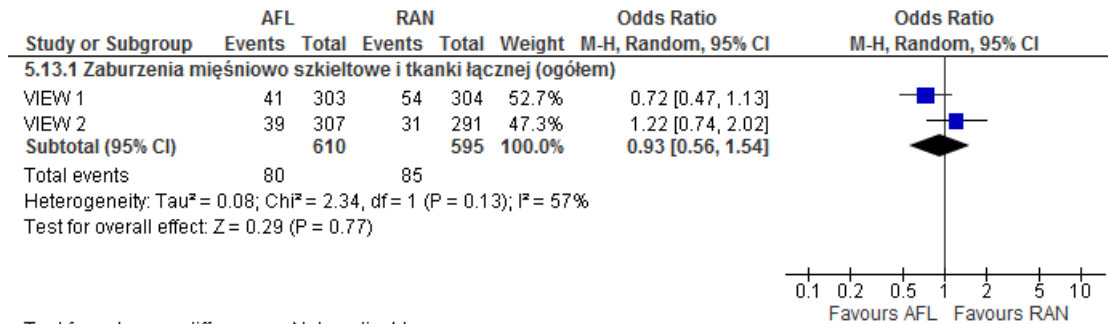 AFL RAN Odds Ratio Odds Ratio
Study or Subgroup Events Total Events Total Weight M-H, Random, 95% CI M-H, Random, 95% CI
5.13.1 Zaburzenia mięśniowo szkieltowe i tkanki łącznej (ogółem)
VIEW 1 41 303 54 304 52.7% 0.72 [0.47, 1.13]
VIEW 2 39 307 31 291 47.3% 1.22 [0.74, 2.02]
Subtotal (95% CI) 610 595 100.0% 0.93 [0.56, 1.54]
Total events 80 85
Heterogeneity: Tau² = 0.08; Chi² = 2.34, df = 1 (P = 0.13); I² = 57%
Test for overall effect: Z = 0.29 (P = 0.77)
0.1 0.2 0.5 1 2 5 10
Favours AFL Favours RAN